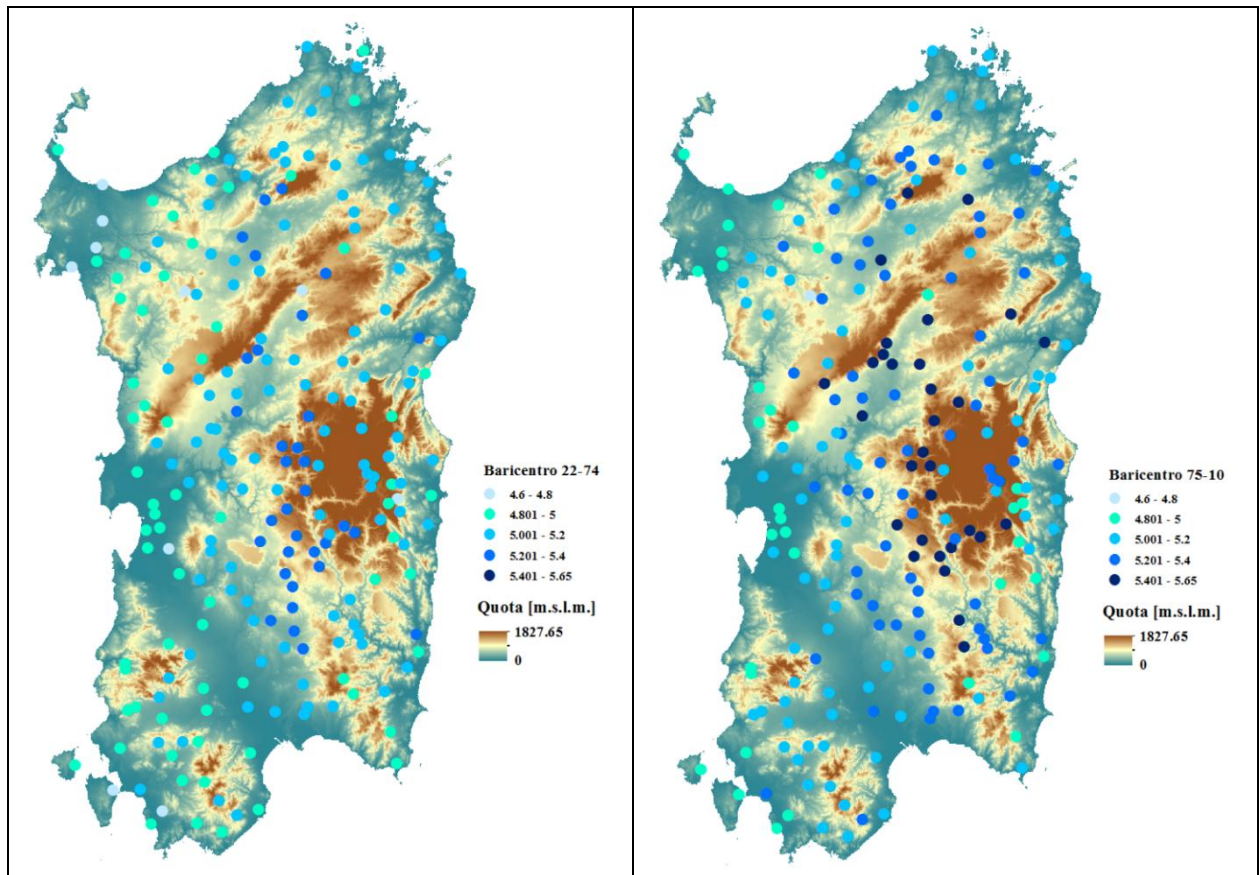 Baricentro 22-74
4.6 - 4.8
4.801 - 5
5.001 - 5.2
5.201 - 5.4
5.401 - 5.65
Quota [m.s.l.m.]
1827.65
0
Baricentro 75-10
4.6 - 4.8
4.801 - 5
5.001 - 5.2
5.201 - 5.4
5.401 - 5.65
Quota [m.s.l.m.]
1827.65
0